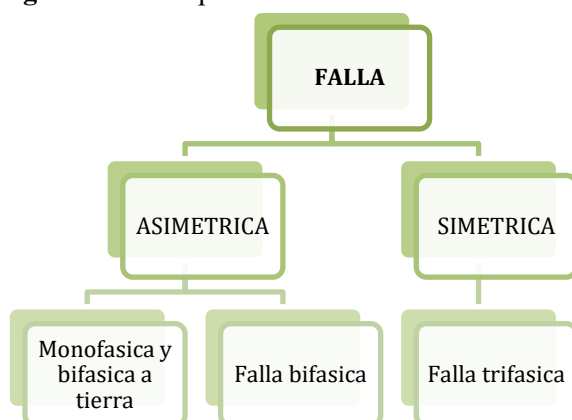 FALLA
ASIMETRICA
SIMETRICA
Monofasica y
bifasica a
tierra
Falla bifasica
Falla trifasica